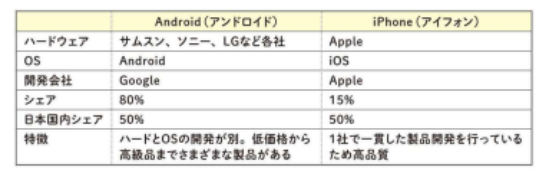 Android（アンドロイド） iPhone（アイフォン）
ハードウェア サムスン、ソニー、LGなど各社 Apple
OS Android iOS
開発会社 Google Apple
シェア 80% 15%
日本国内シェア 50% 50%
特徴 ハードとOSの開発が別。低価格から 1社で一貫した製品開発を行っている
高級品までさまざまな製品がある ため高品質